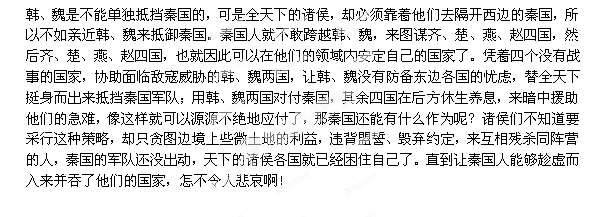 韩、魏是不能单独抵挡秦国的，可是全天下的诸侯，却必须靠着他们去隔开西边的秦国，所
以不如亲近韩、魏来抵御秦国。秦国人就不敢跨越韩、魏，来图谋齐、楚、燕、赵四国，然
后齐、楚、燕、赵四国，也就因此可以在他们的领域内安定自己的国家了。凭着四个没有战
事的国家，协助面临敌寇威胁的韩、魏两国，让韩、魏没有防备东边各国的忧虑，替全天下
挺身而出来抵挡秦国军队；用韩、魏两国对付秦国，其余四国在后方休生养息，来暗中援助
他们的急难，像这样就可以源源不绝地应付了，那秦国还能有什么作为呢？诸侯们不知道要
采行这种策略，却只贪图边境上些微土地的利益，违背盟誓、毁弃约定，来互相残杀同阵营
的人，秦国的军队还没出动，天下的诸侯各国就已经困住自己了。直到让秦国人能够趁虚而
入来并吞了他们的国家，怎不令人悲哀啊！